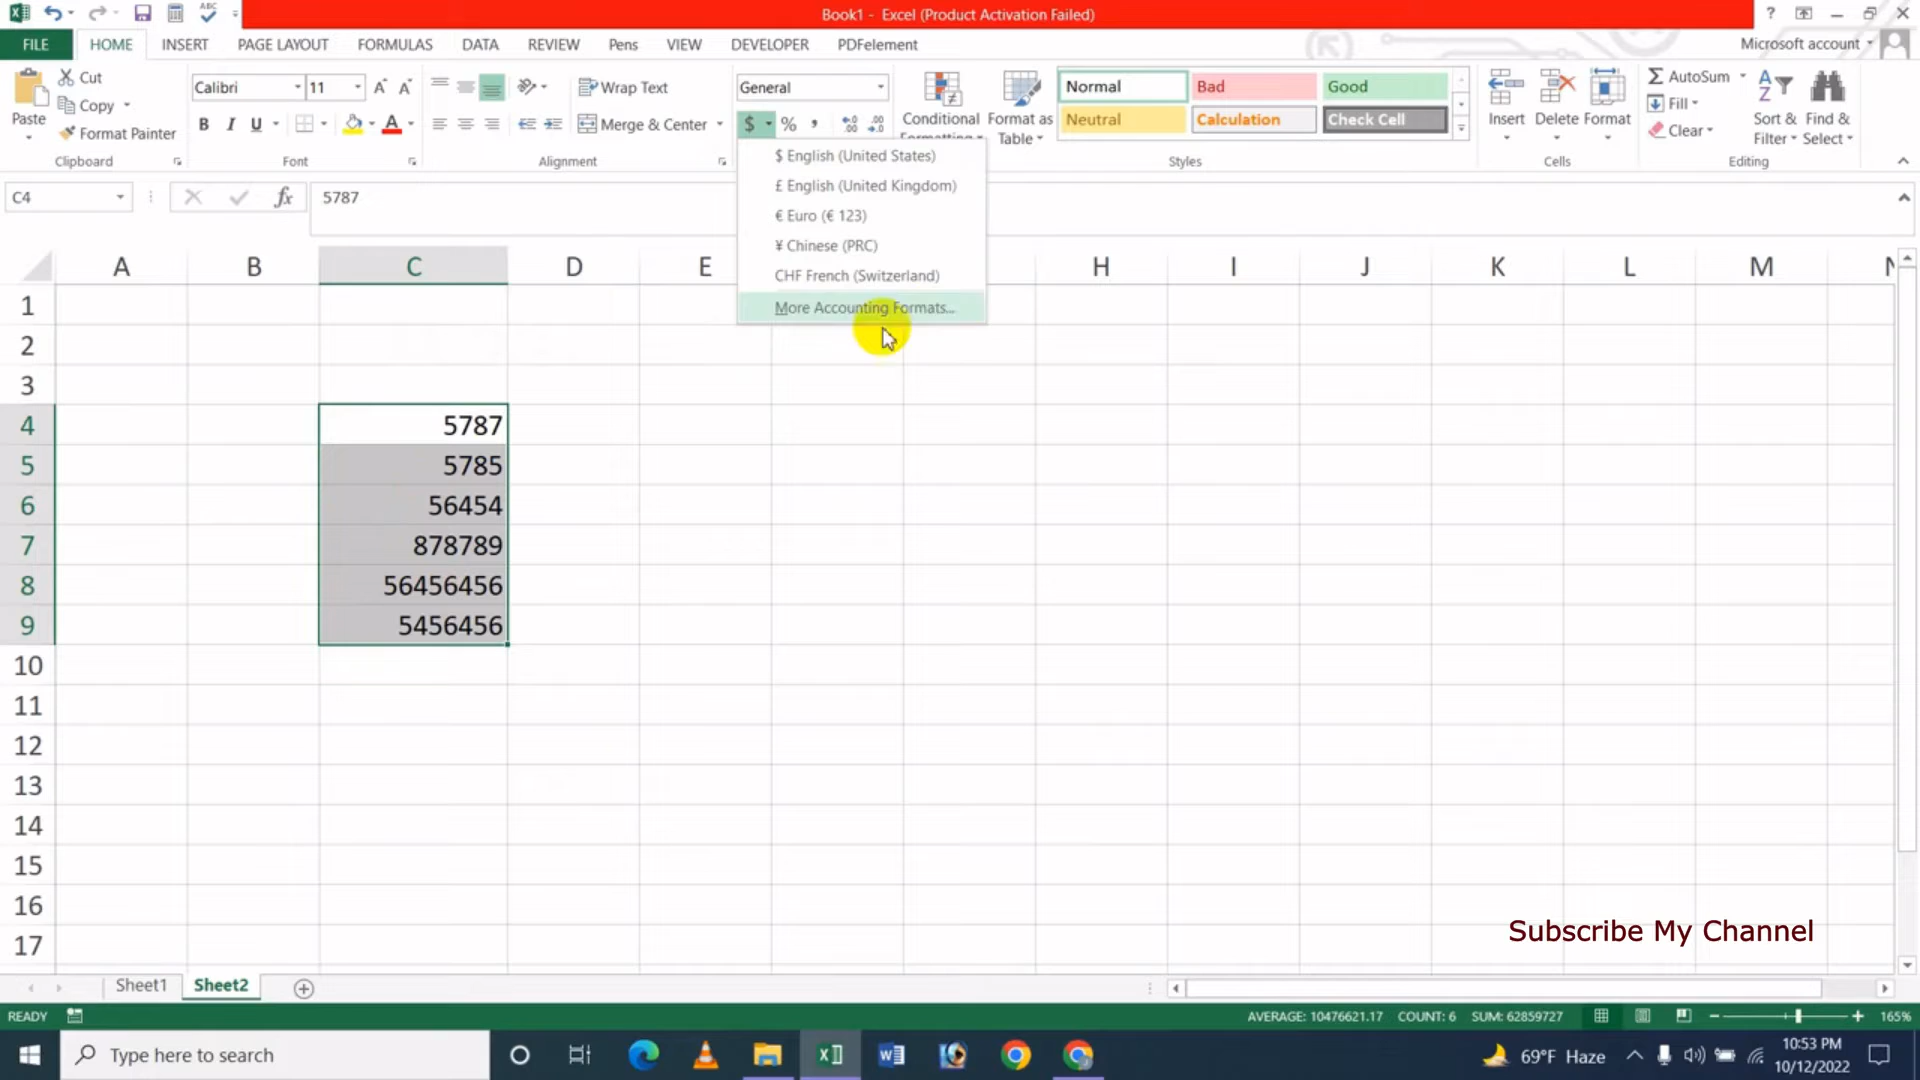 Book1 - Excel (Product Activation Failed)
FILE HOME INSERT PAGE LAYOUT FORMULAS DATA REVIEW Pens VIEW DEVELOPER PDFelement Microsoft account
Paste Cut Copy Format Painter
Clipboard
Calibri 11
B I U A
Font
Wrap Text
Merge & Center
Alignment
General
$ % ,
Conditional Formatting
Format as Table
Normal Bad Good
Neutral Calculation Check Cell
Styles
Insert Delete Format
Cells
AutoSum
Fill
Clear
Sort & Filter
Find & Select
Editing
$ English (United States)
£ English (United Kingdom)
€ Euro (€ 123)
¥ Chinese (PRC)
CHF French (Switzerland)
More Accounting Formats...
C4 fx 5787
A B C D E H I J K L M N
1
2
3
4 5787
5 5785
6 56454
7 878789
8 56456456
9 5456456
10
11
12
13
14
15
16
17
Subscribe My Channel
Sheet1 Sheet2
READY AVERAGE: 10476621.17 COUNT: 6 SUM: 62859727 165%
Type here to search 69°F Haze 10:53 PM
10/12/2022